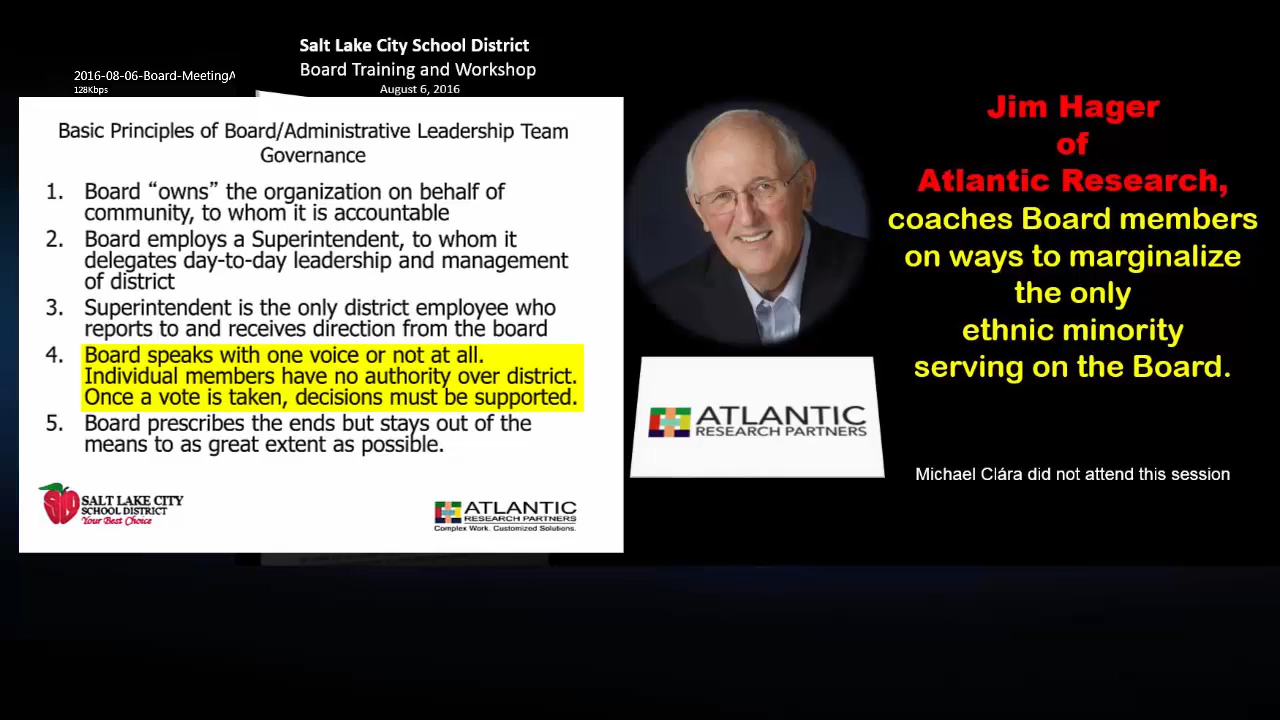 Salt Lake City School District
Board Training and Workshop
August 6, 2016
2016-08-06-Board-Meeting
128Kbps
Basic Principles of Board/Administrative Leadership Team
Governance
1. Board “owns” the organization on behalf of
community, to whom it is accountable
2. Board employs a Superintendent, to whom it
delegates day-to-day leadership and management
of district
3. Superintendent is the only district employee who
reports to and receives direction from the board
4. Board speaks with one voice or not at all.
Individual members have no authority over district.
Once a vote is taken, decisions must be supported.
5. Board prescribes the ends but stays out of the
means to as great extent as possible.
SALT LAKE CITY
SCHOOL DISTRICT
Your Best Choice
ATLANTIC
RESEARCH PARTNERS
Complex Work. Customized Solutions.
ATLANTIC
RESEARCH PARTNERS
Jim Hager
of
Atlantic Research,
coaches Board members
on ways to marginalize
the only
ethnic minority
serving on the Board.
Michael Clára did not attend this session